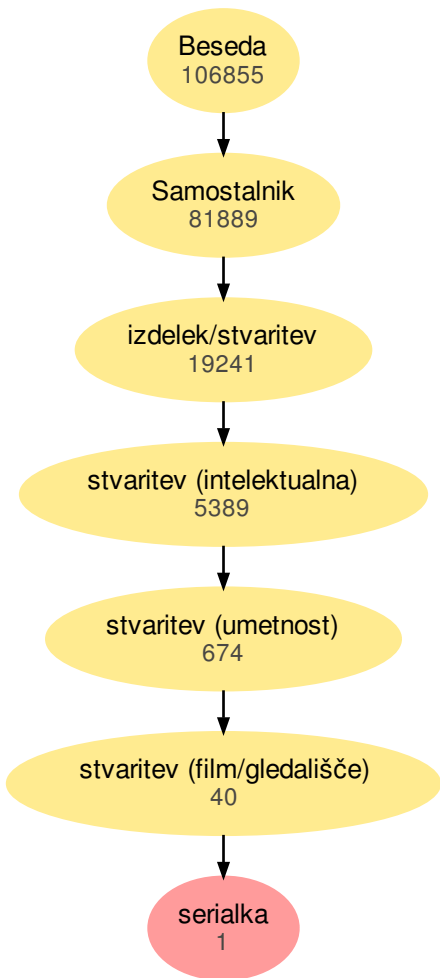 Beseda
106855
Samostalnik
81889
izdelek/stvaritev
19241
stvaritev (intelektualna)
5389
stvaritev (umetnost)
674
stvaritev (film/gledališče)
40
serialka
1